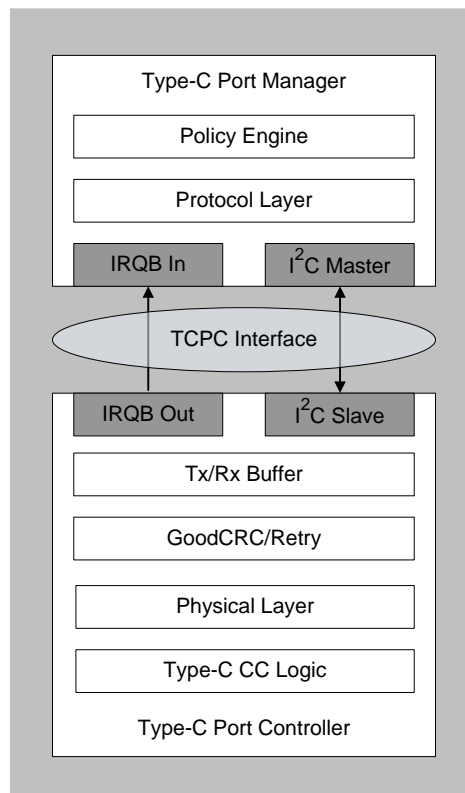 Type-C Port Manager
Policy Engine
Protocol Layer
IRQB In
I²C Master
TCPC Interface
IRQB Out
I²C Slave
Tx/Rx Buffer
GoodCRC/Retry
Physical Layer
Type-C CC Logic
Type-C Port Controller